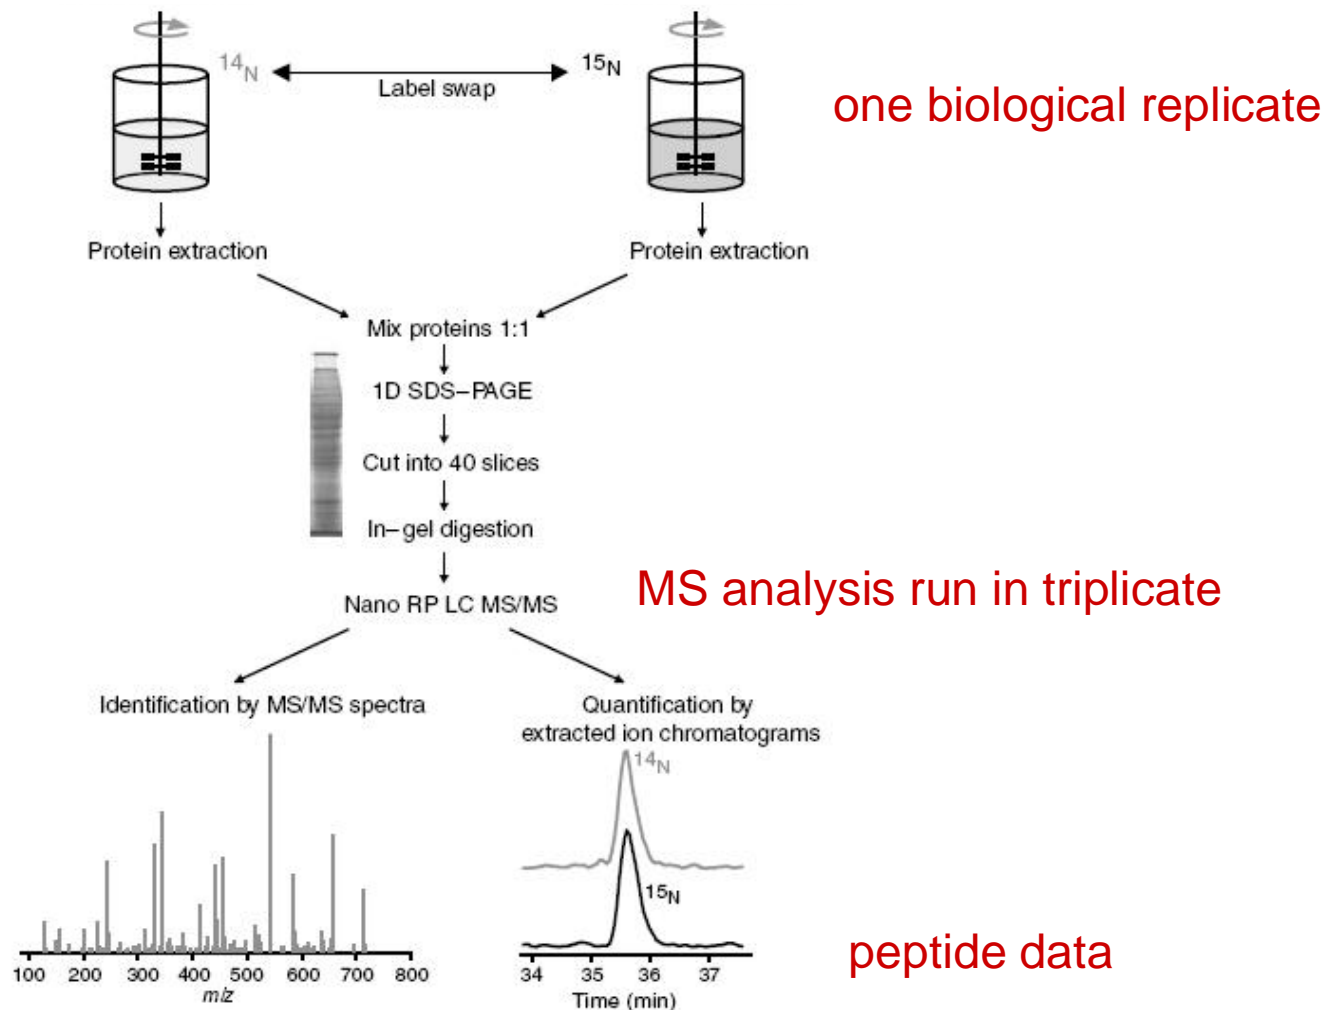 14N
Label swap
15N
one biological replicate
Protein extraction
Protein extraction
Mix proteins 1:1
1D SDS–PAGE
Cut into 40 slices
In–gel digestion
Nano RP LC MS/MS
MS analysis run in triplicate
Identification by MS/MS spectra
Quantification by
extracted ion chromatograms
14N
15N
peptide data
100 200 300 400 500 600 700 800
m/z
34 35 36 37
Time (min)